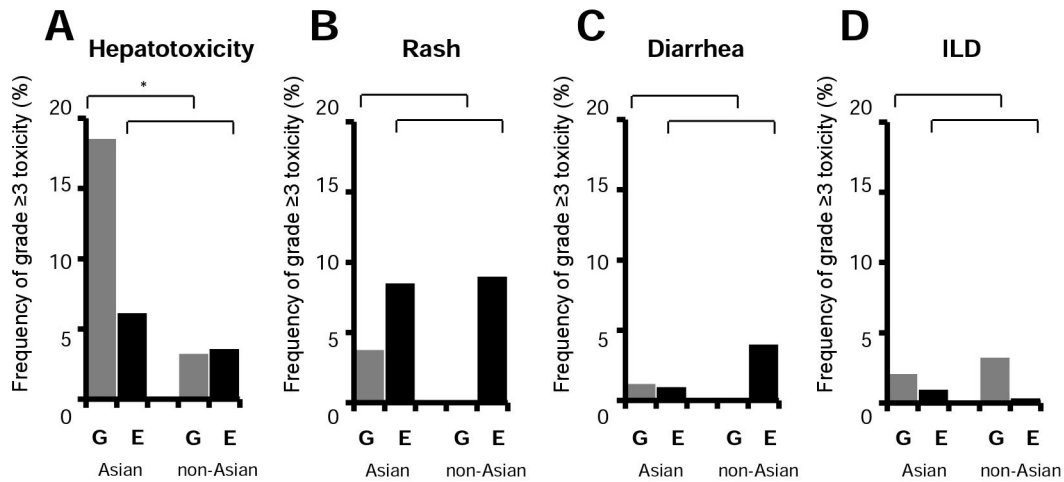 A
Hepatotoxicity
Frequency of grade ≥3 toxicity (%)
*
20
15
10
5
0
G E G E
Asian non-Asian
B
Rash
Frequency of grade ≥3 toxicity (%)
20
15
10
5
0
G E G E
Asian non-Asian
C
Diarrhea
Frequency of grade ≥3 toxicity (%)
20
15
10
5
0
G E G E
Asian non-Asian
D
ILD
Frequency of grade ≥3 toxicity (%)
20
15
10
5
0
G E G E
Asian non-Asian